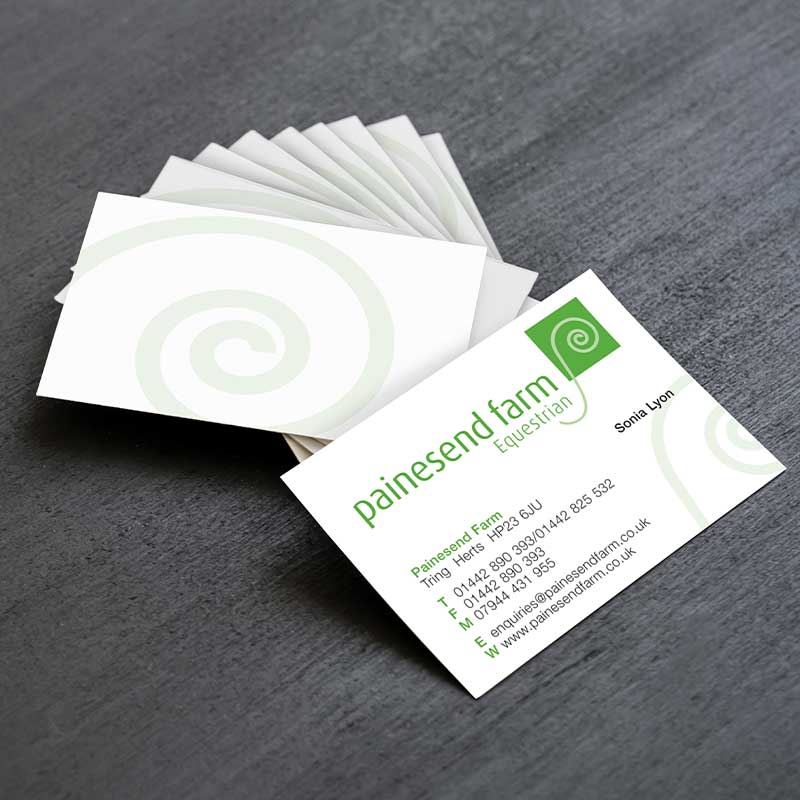 painesend farm
Equestrian
Sonia Lyon
Painesend Farm
Tring Herts HP23 6JU
T 01442 890 393/01442 825 532
F 01442 890 393
M 07944 431 955
E enquiries@painesendfarm.co.uk
W www.painesendfarm.co.uk